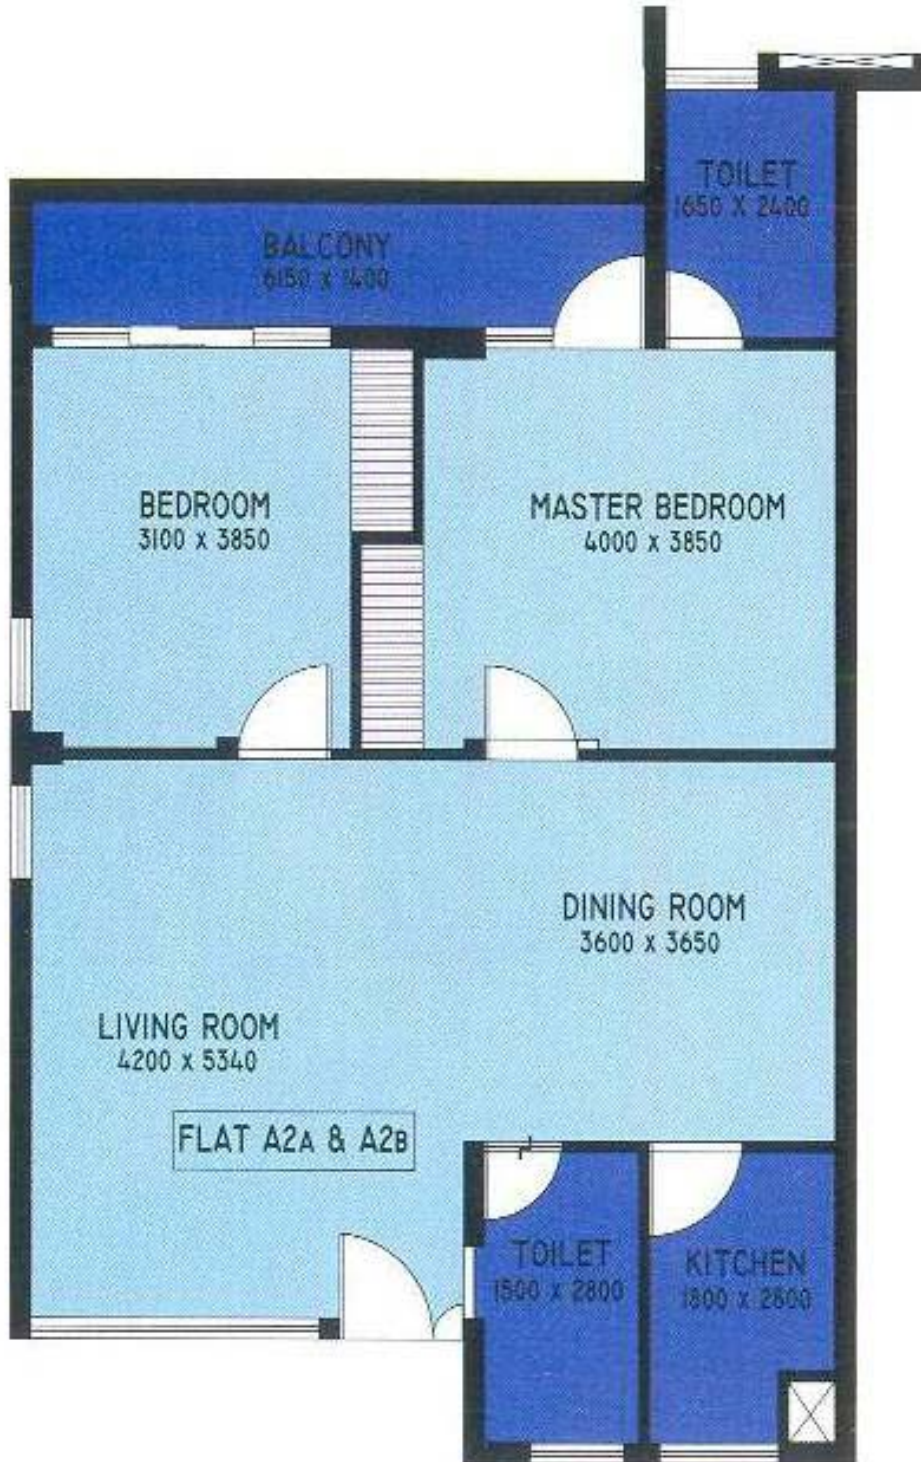 TOILET
1650 X 2400
BALCONY
6150 X 1400
BEDROOM
3100 X 3850
MASTER BEDROOM
4000 X 3850
DINING ROOM
3600 X 3650
LIVING ROOM
4200 X 5340
FLAT A2A & A2B
TOILET
1500 X 2800
KITCHEN
1800 X 2800